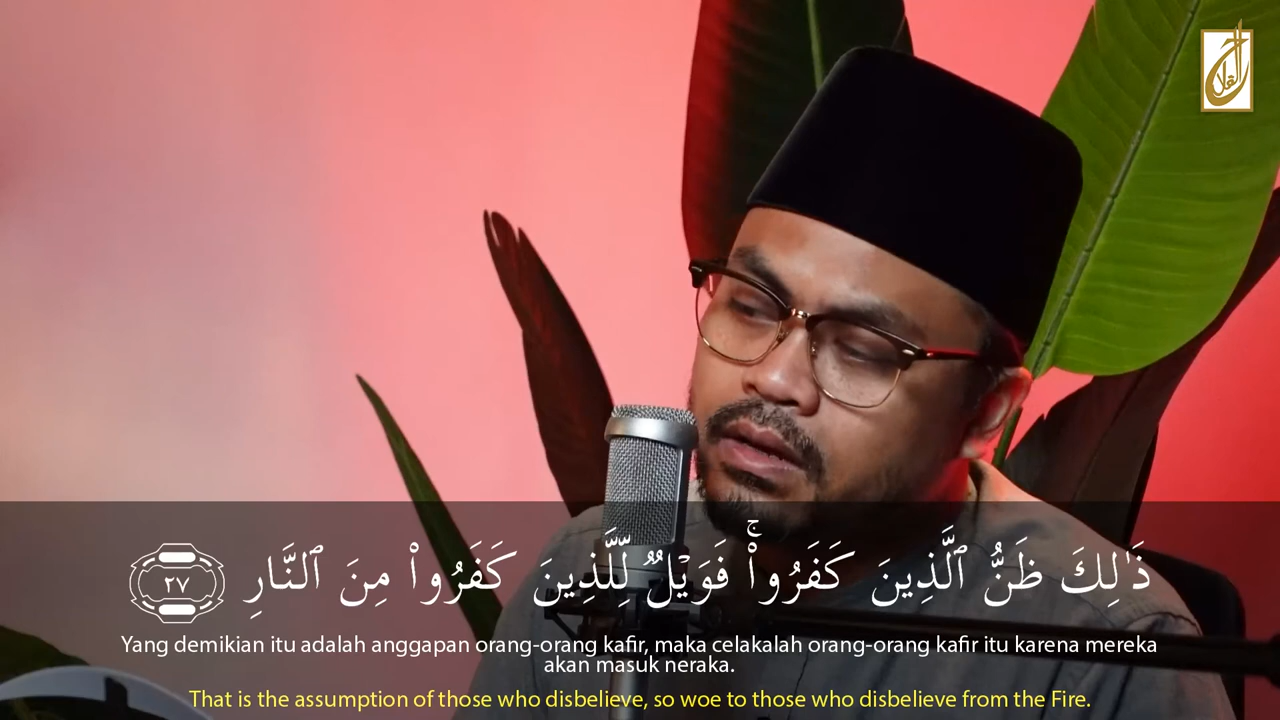 ذَٰلِكَ ظَنُّ ٱلَّذِينَ كَفَرُوا۟ ۚ فَوَيْلٌۭ لِّلَّذِينَ كَفَرُوا۟ مِنَ ٱلنَّارِ ٢٧
Yang demikian itu adalah anggapan orang-orang kafir, maka celakalah orang-orang kafir itu karena mereka
akan masuk neraka.
That is the assumption of those who disbelieve, so woe to those who disbelieve from the Fire.